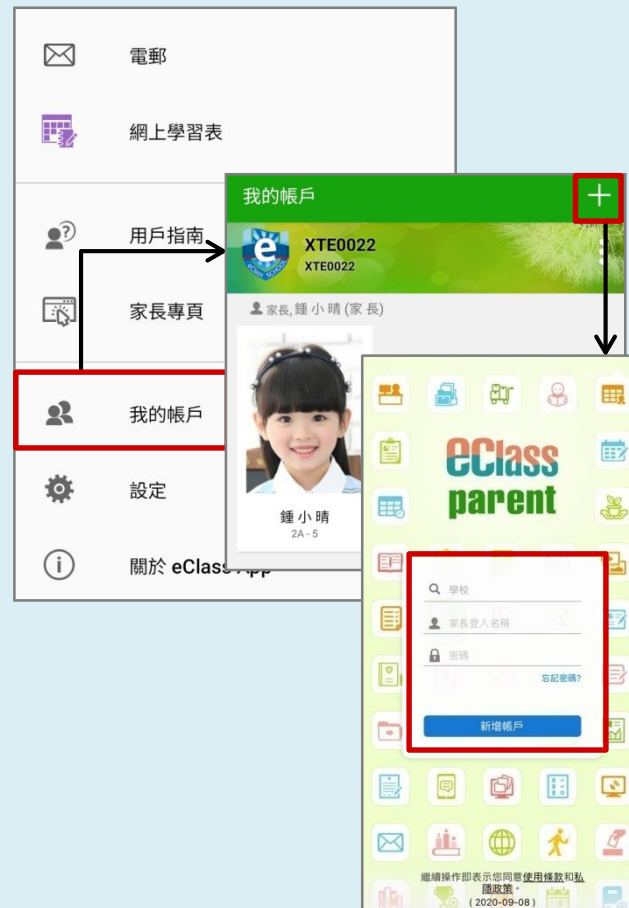 電郵
網上學習表
用戶指南
家長專頁
我的帳戶
設定
關於 eClass App
我的帳戶
XTE0022
XTE0022
家長, 鍾小晴 (家長)
鍾小晴
2A - 5
eClass
parent
學校
家長登入名稱
密碼
忘記密碼?
新增帳戶
繼續操作即表示您同意使用條款和私
隱政策。
( 2020-09-08 )